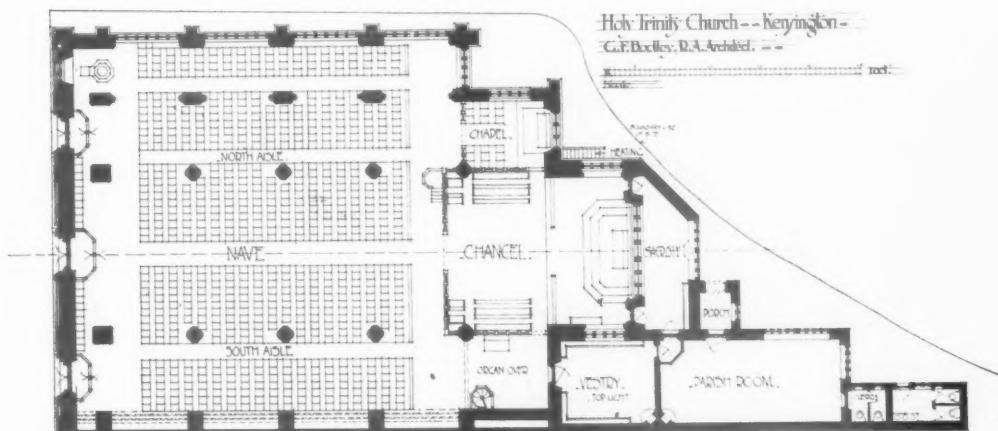 Holy Trinity Church -- Kensington -
G.F. Bodley, R.A. Architect. --
FEET
Scale
CHAPEL.
HEATING
NORTH AISLE.
NAVE
CHANCEL.
SACRISTY
PORCH
SOUTH AISLE
ORGAN OVER
VESTRY.
TOP LIGHT
PARISH ROOM.